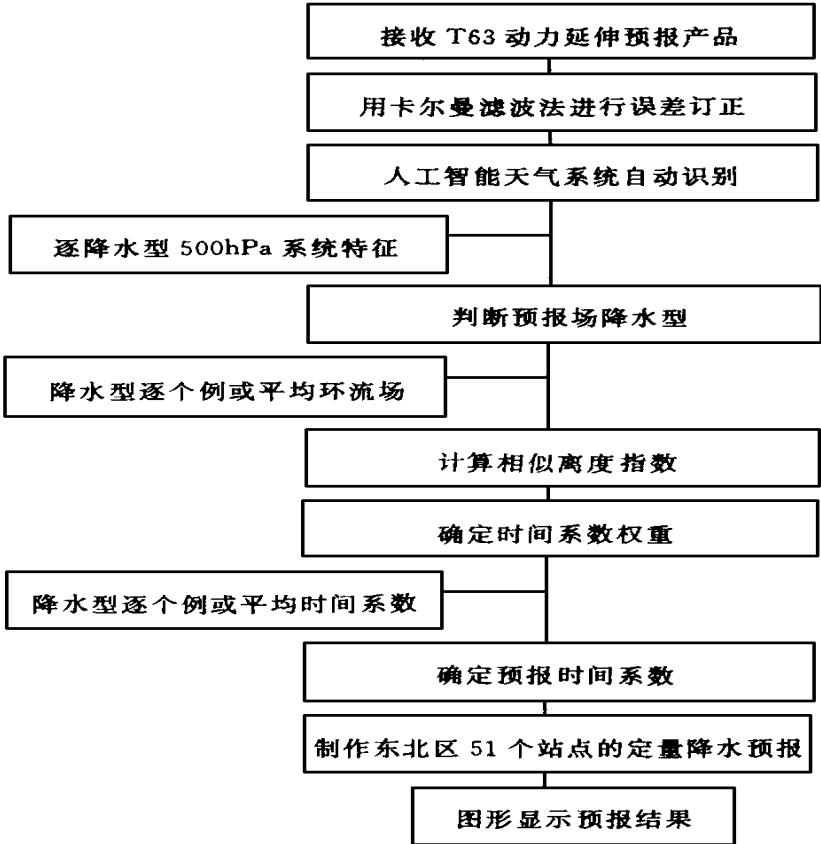 接收 T63 动力延伸预报产品
用卡尔曼滤波法进行误差订正
人工智能天气系统自动识别
逐降水型 500hPa 系统特征
判断预报场降水型
降水型逐个例或平均环流场
计算相似离度指数
确定时间系数权重
降水型逐个例或平均时间系数
确定预报时间系数
制作东北区 51 个站点的定量降水预报
图形显示预报结果